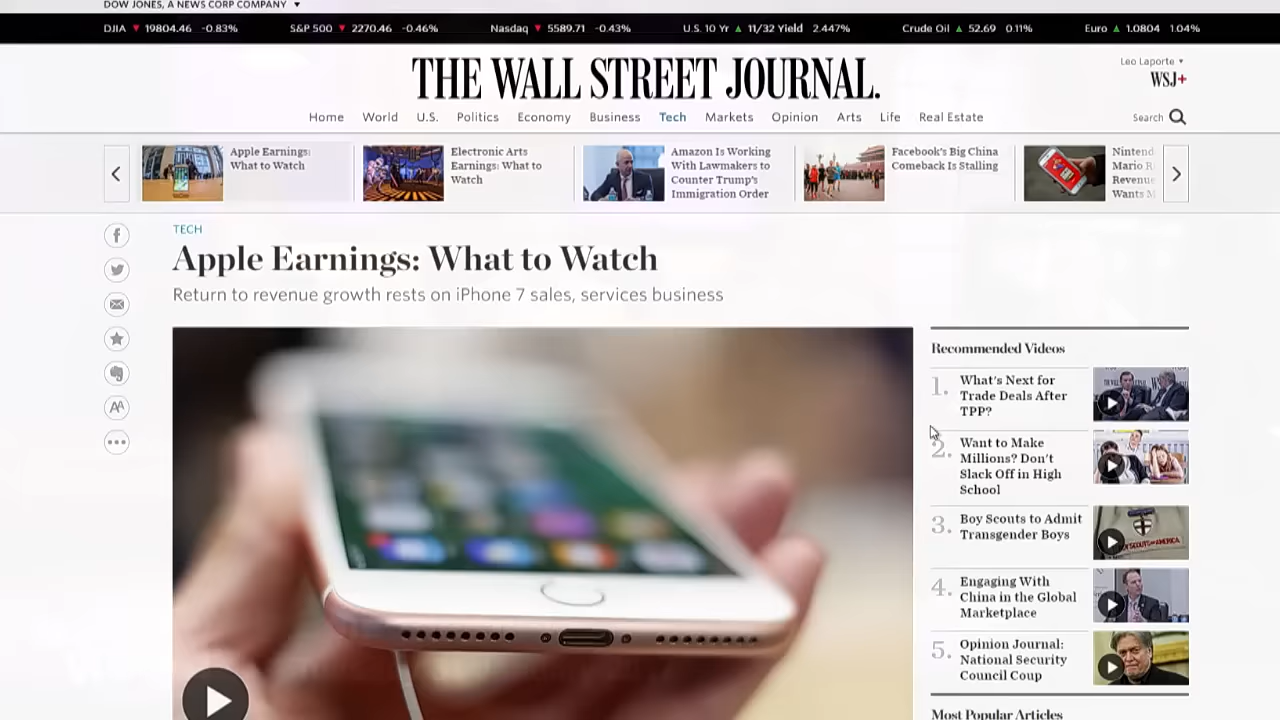 DOW JONES, A NEWS CORP COMPANY
DJIA 19804.46 -0.83% S&P 500 2270.46 -0.46% Nasdaq 5589.71 -0.43% U.S. 10 Yr 11/32 Yield 2.447% Crude Oil 52.69 0.11% Euro 1.0804 1.04%
THE WALL STREET JOURNAL.
Leo Laporte
WSJ+
Home World U.S. Politics Economy Business Tech Markets Opinion Arts Life Real Estate
Search
Apple Earnings:
What to Watch
Electronic Arts
Earnings: What to
Watch
Amazon Is Working
With Lawmakers to
Counter Trump's
Immigration Order
Facebook's Big China
Comeback Is Stalling
Nintend
Mario R
Revenue
Wants M
TECH
Apple Earnings: What to Watch
Return to revenue growth rests on iPhone 7 sales, services business
AA
Recommended Videos
1. What's Next for
Trade Deals After
TPP?
2. Want to Make
Millions? Don't
Slack Off in High
School
3. Boy Scouts to Admit
Transgender Boys
4. Engaging With
China in the Global
Marketplace
5. Opinion Journal:
National Security
Council Coup
Most Popular Articles